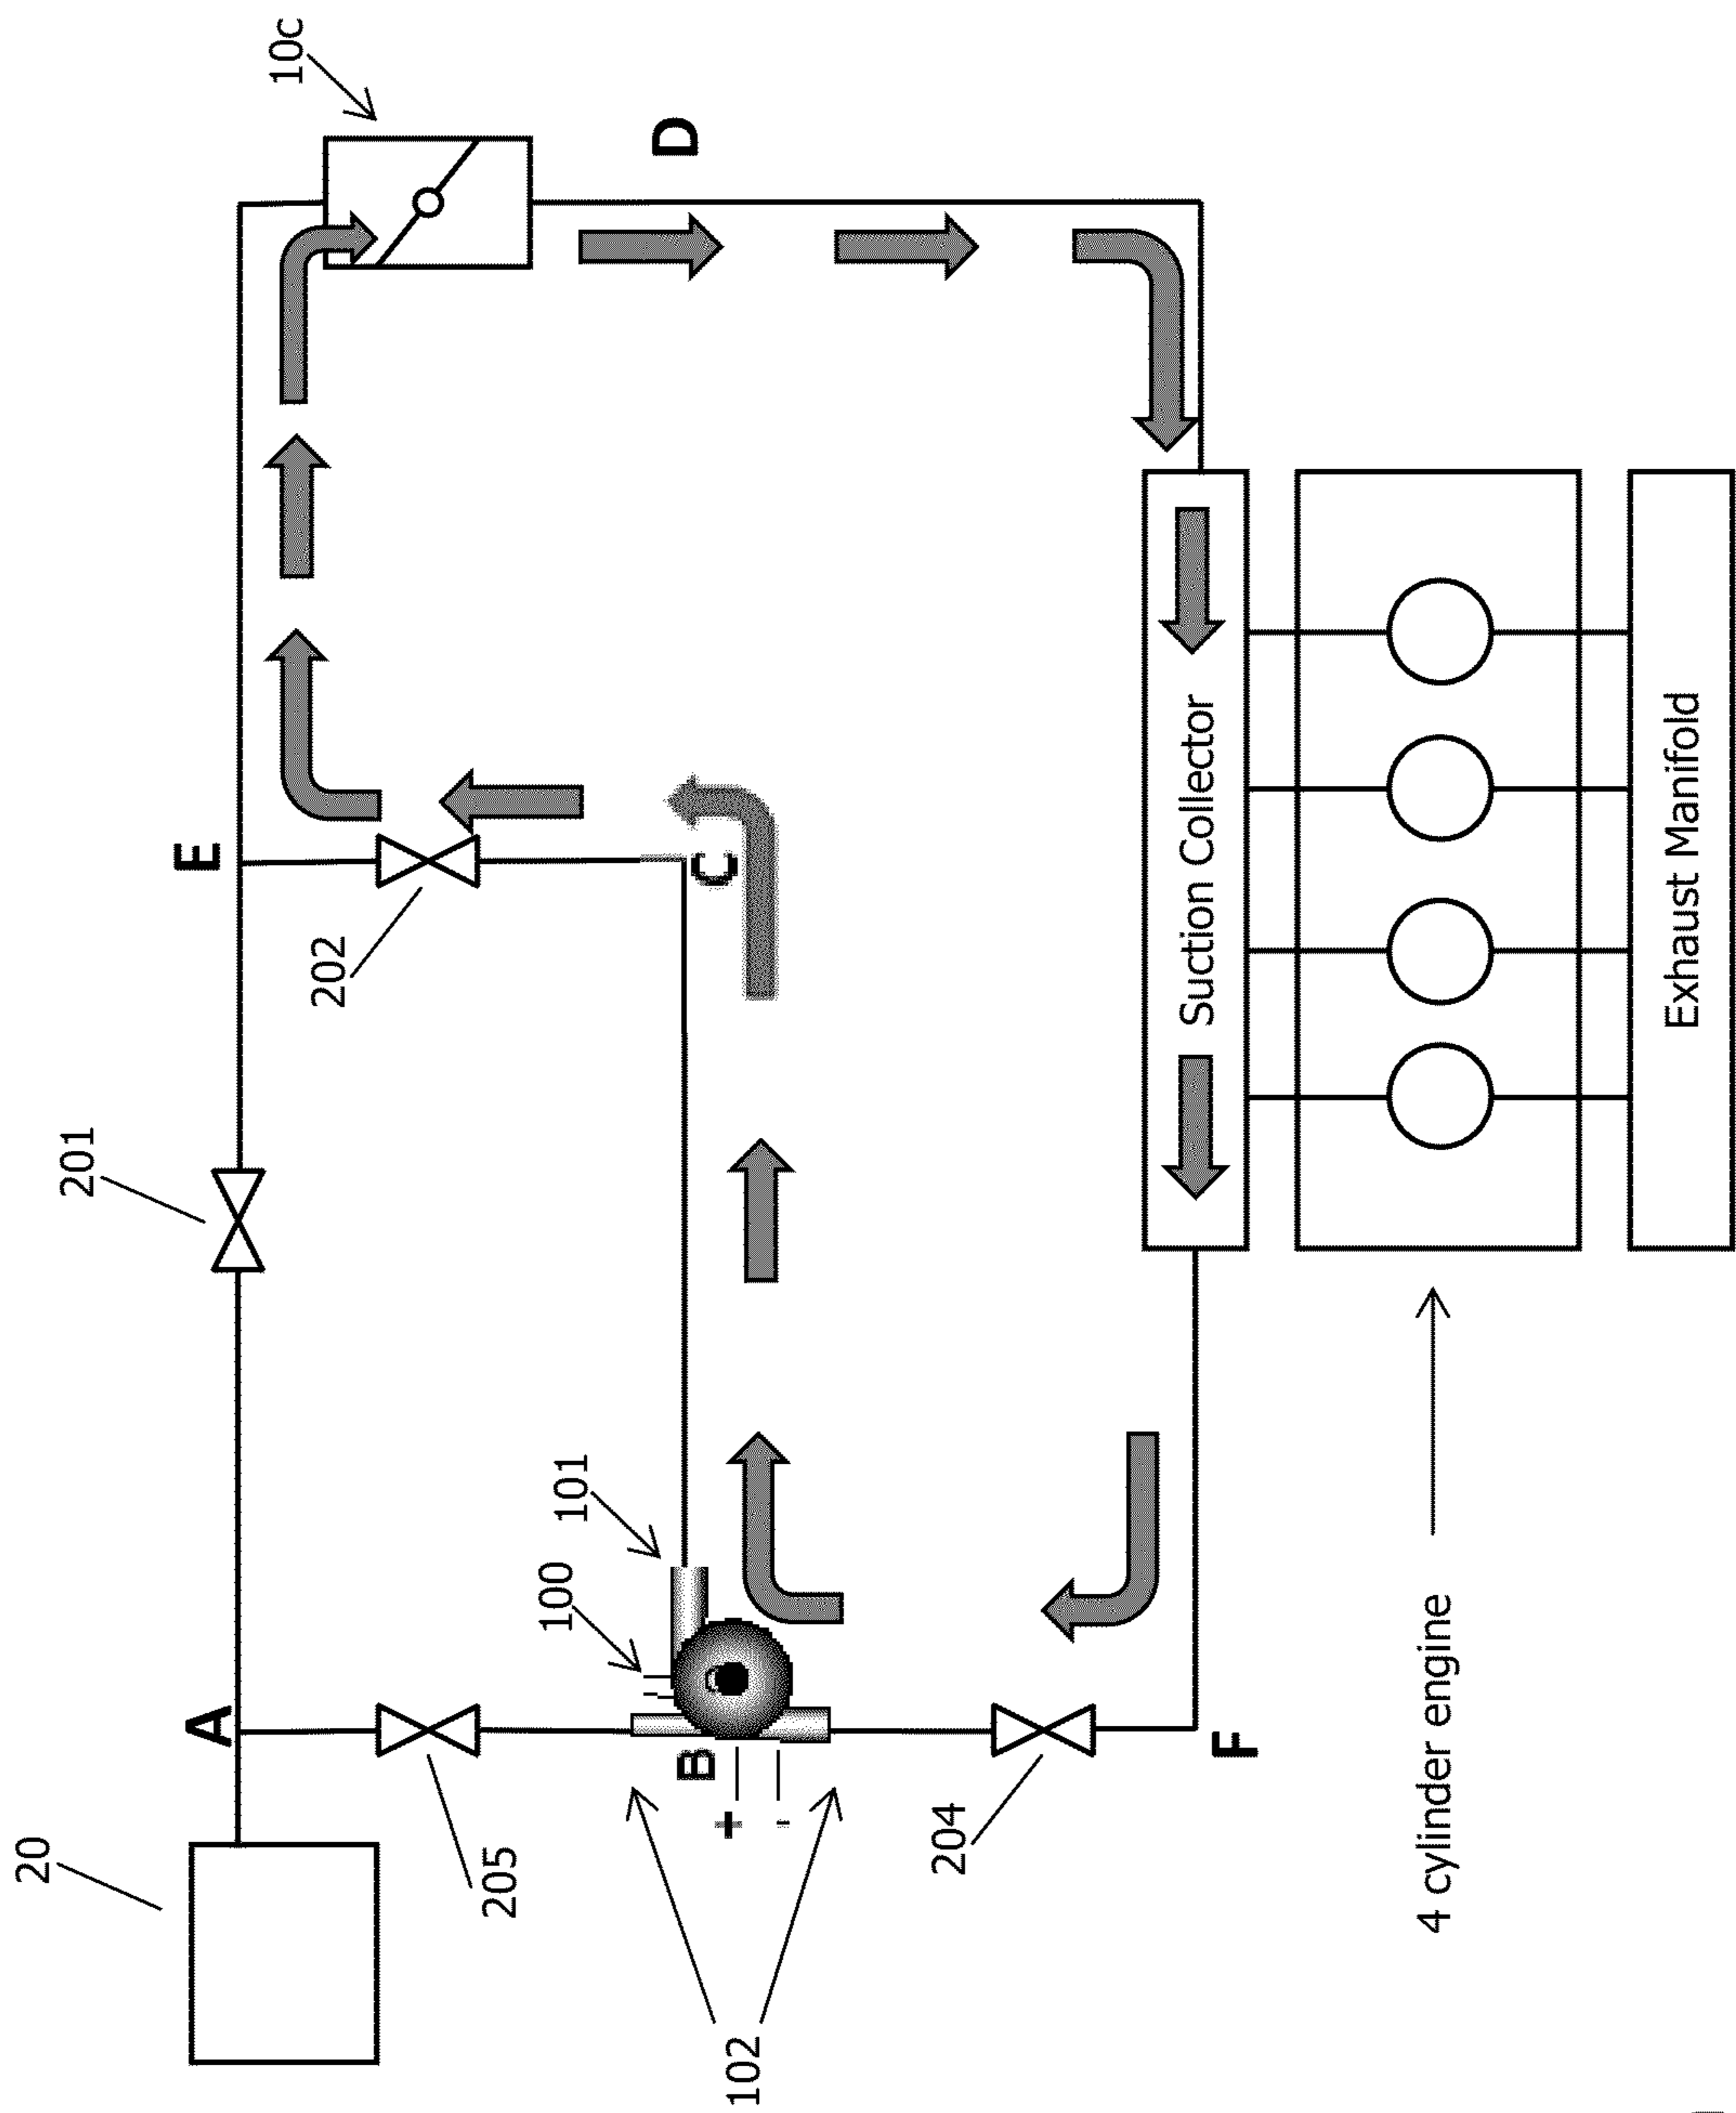 20
201
A
E
10c
202
205
100
101
D
B
C
+
-
102
204
Suction Collector
F
4 cylinder engine
Exhaust Manifold